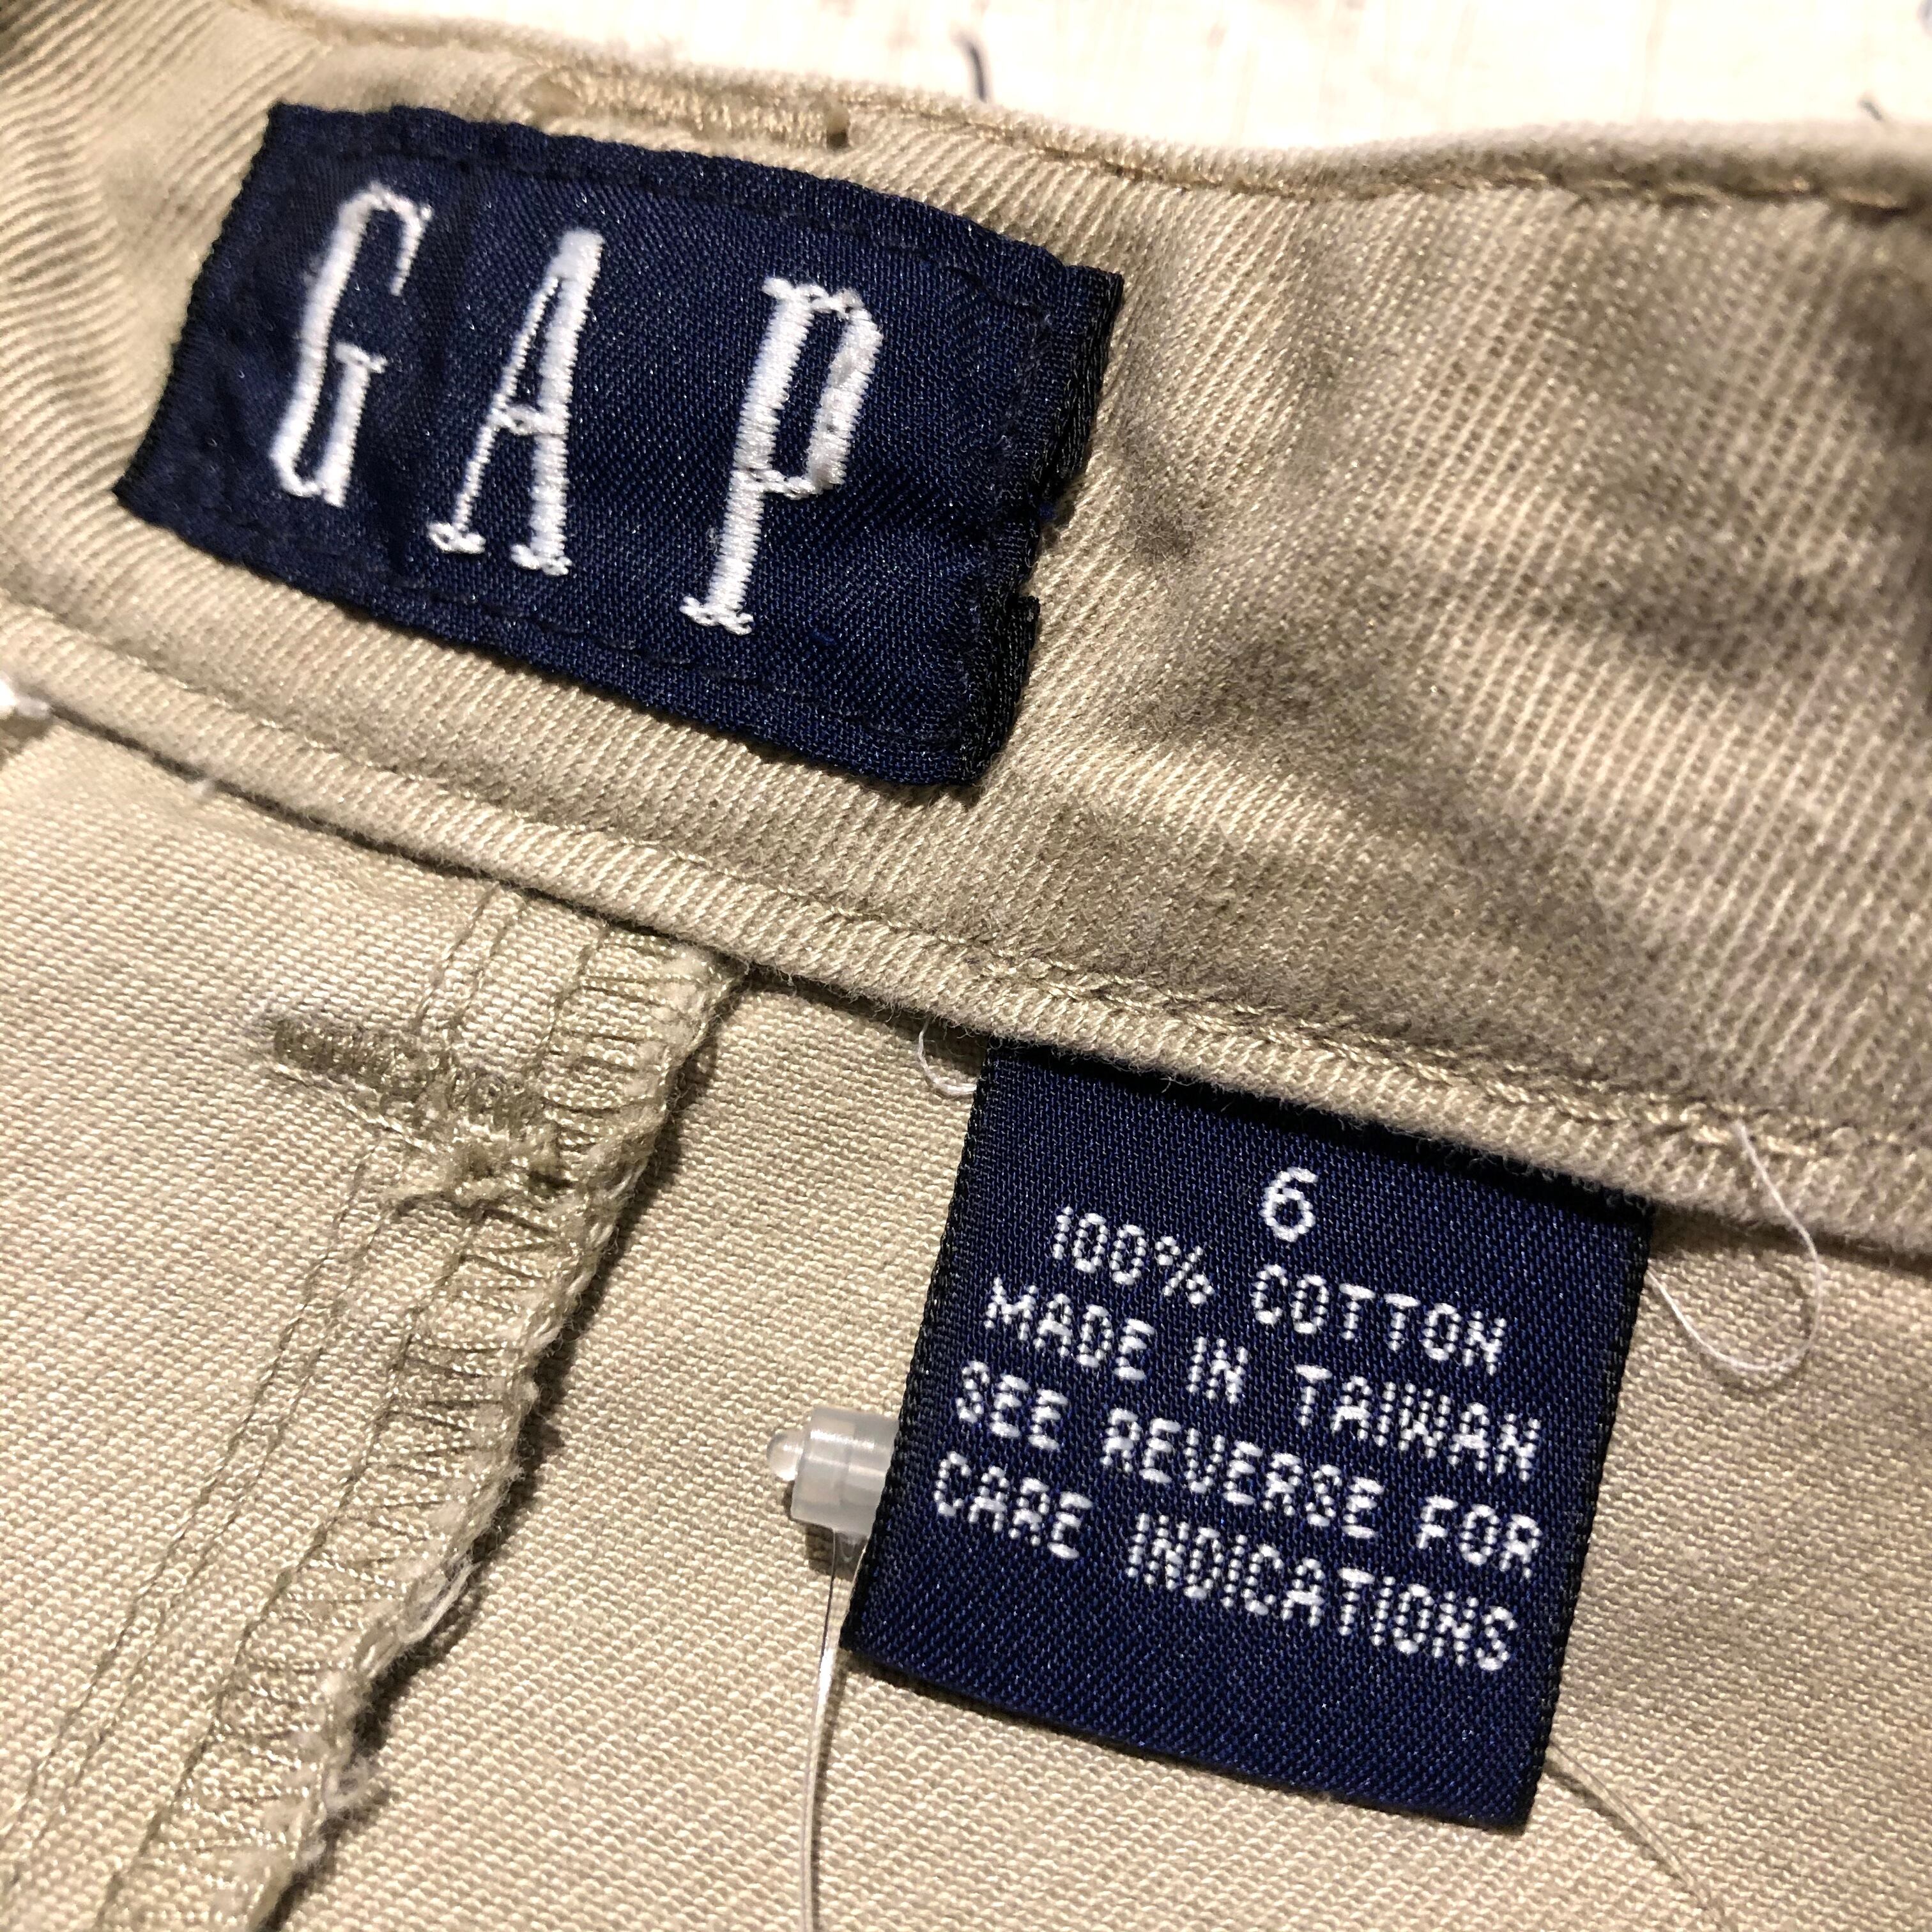 GAP
6
100% COTTON
MADE IN TAIWAN
SEE REVERSE FOR
CARE INDICATIONS